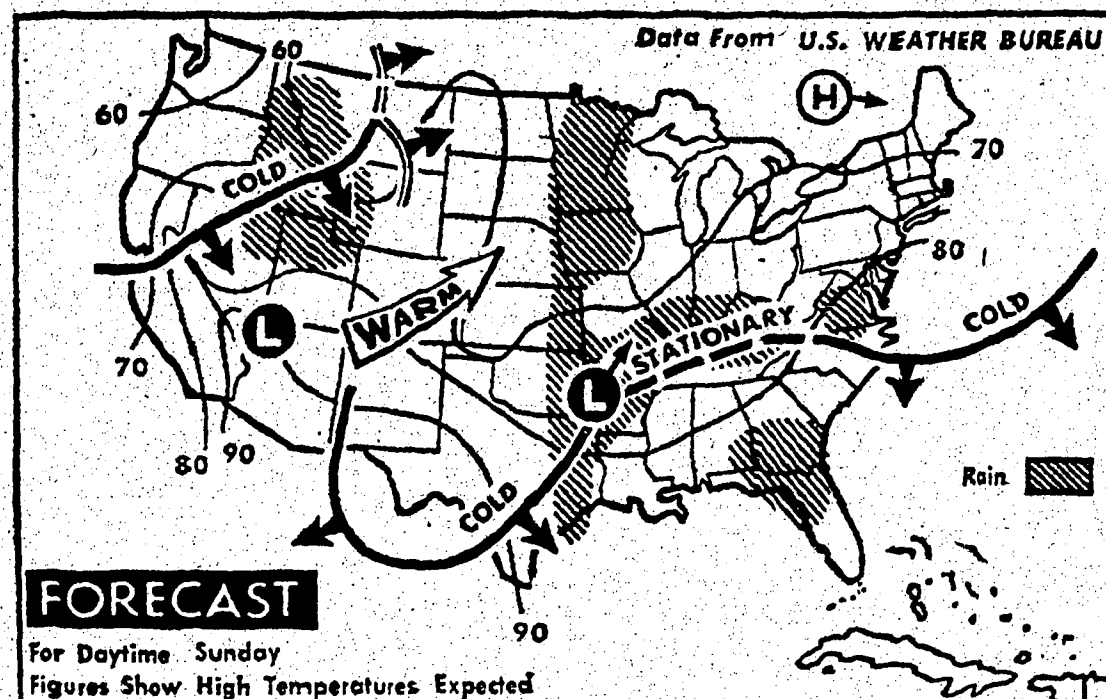 Data From U.S. WEATHER BUREAU
60
60
H
70
COLD
80
WARM
L
COLD
STATIONARY
70
L
80 90
Rain
COLD
FORECAST
90
For Daytime Sunday
Figures Show High Temperatures Expected